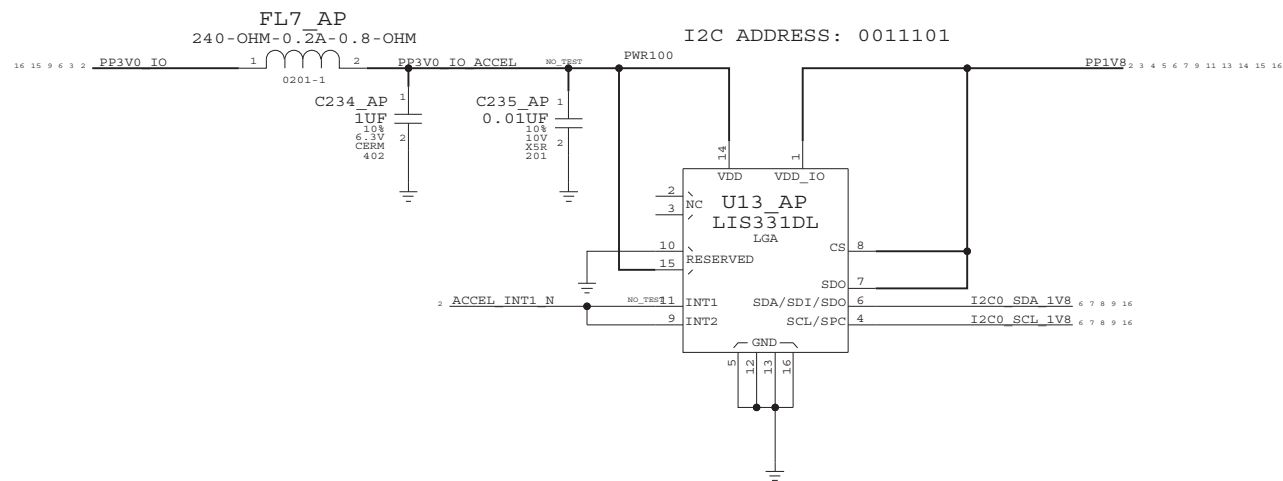 FL7_AP
240-OHM-0.2A-0.8-OHM
I2C ADDRESS: 0011101
16 15 9 6 3 2 PP3V0_IO 1 2 PP3V0_IO_ACCEL NO_TEST PWR100 PP1V8 2 3 4 5 6 7 9 11 13 14 15 16
0201-1
C234_AP 1
1UF
10%
6.3V 2
CERM
402
C235_AP 1
0.01UF
10%
10V 2
X5R
201
14 1
VDD VDD_IO
2 NC
3
U13_AP
LIS331DL
LGA
10 RESERVED
15
CS 8
SDO 7
2 ACCEL_INT1_N NO_TEST 11 INT1 SDA/SDI/SDO 6 I2C0_SDA_1V8 6 7 8 9 16
9 INT2 SCL/SPC 4 I2C0_SCL_1V8 6 7 8 9 16
GND
5 12 13 16